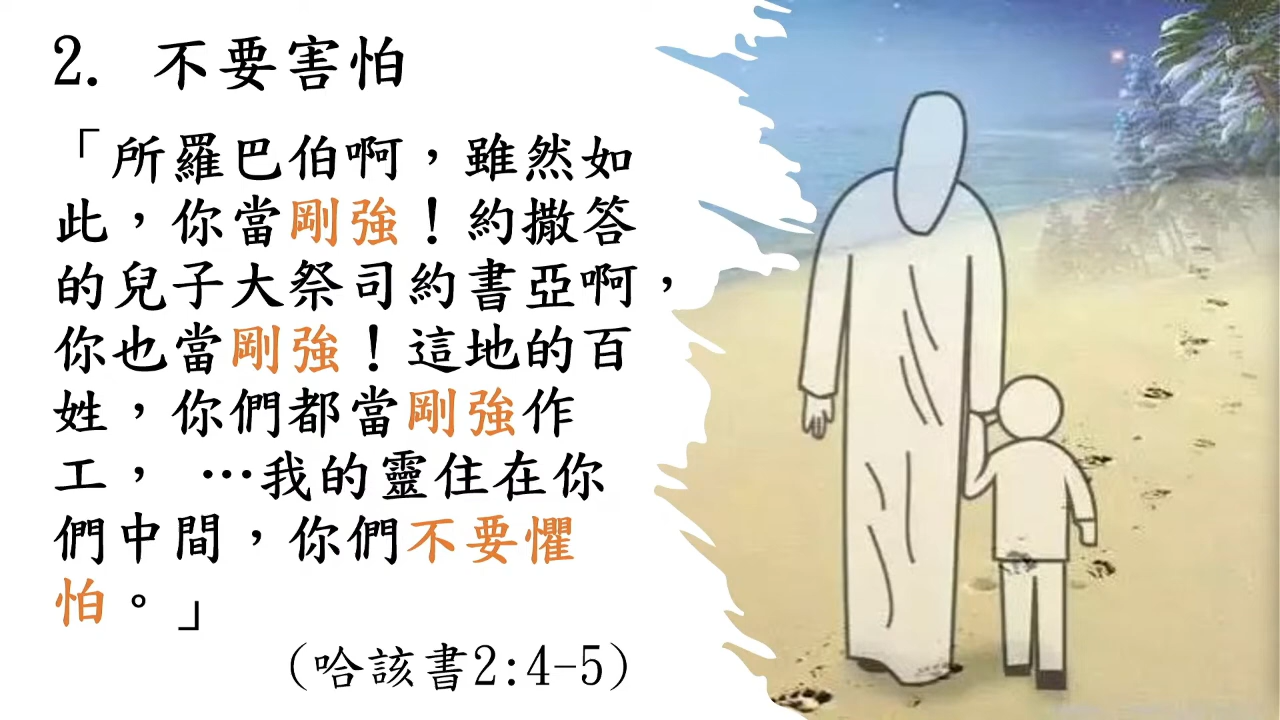 2. 不要害怕
「所羅巴伯啊，雖然如
此，你當剛強！約撒答
的兒子大祭司約書亞啊，
你也當剛強！這地的百
姓，你們都當剛強作
工， …我的靈住在你
們中間，你們不要懼
怕。」
(哈該書2:4-5)